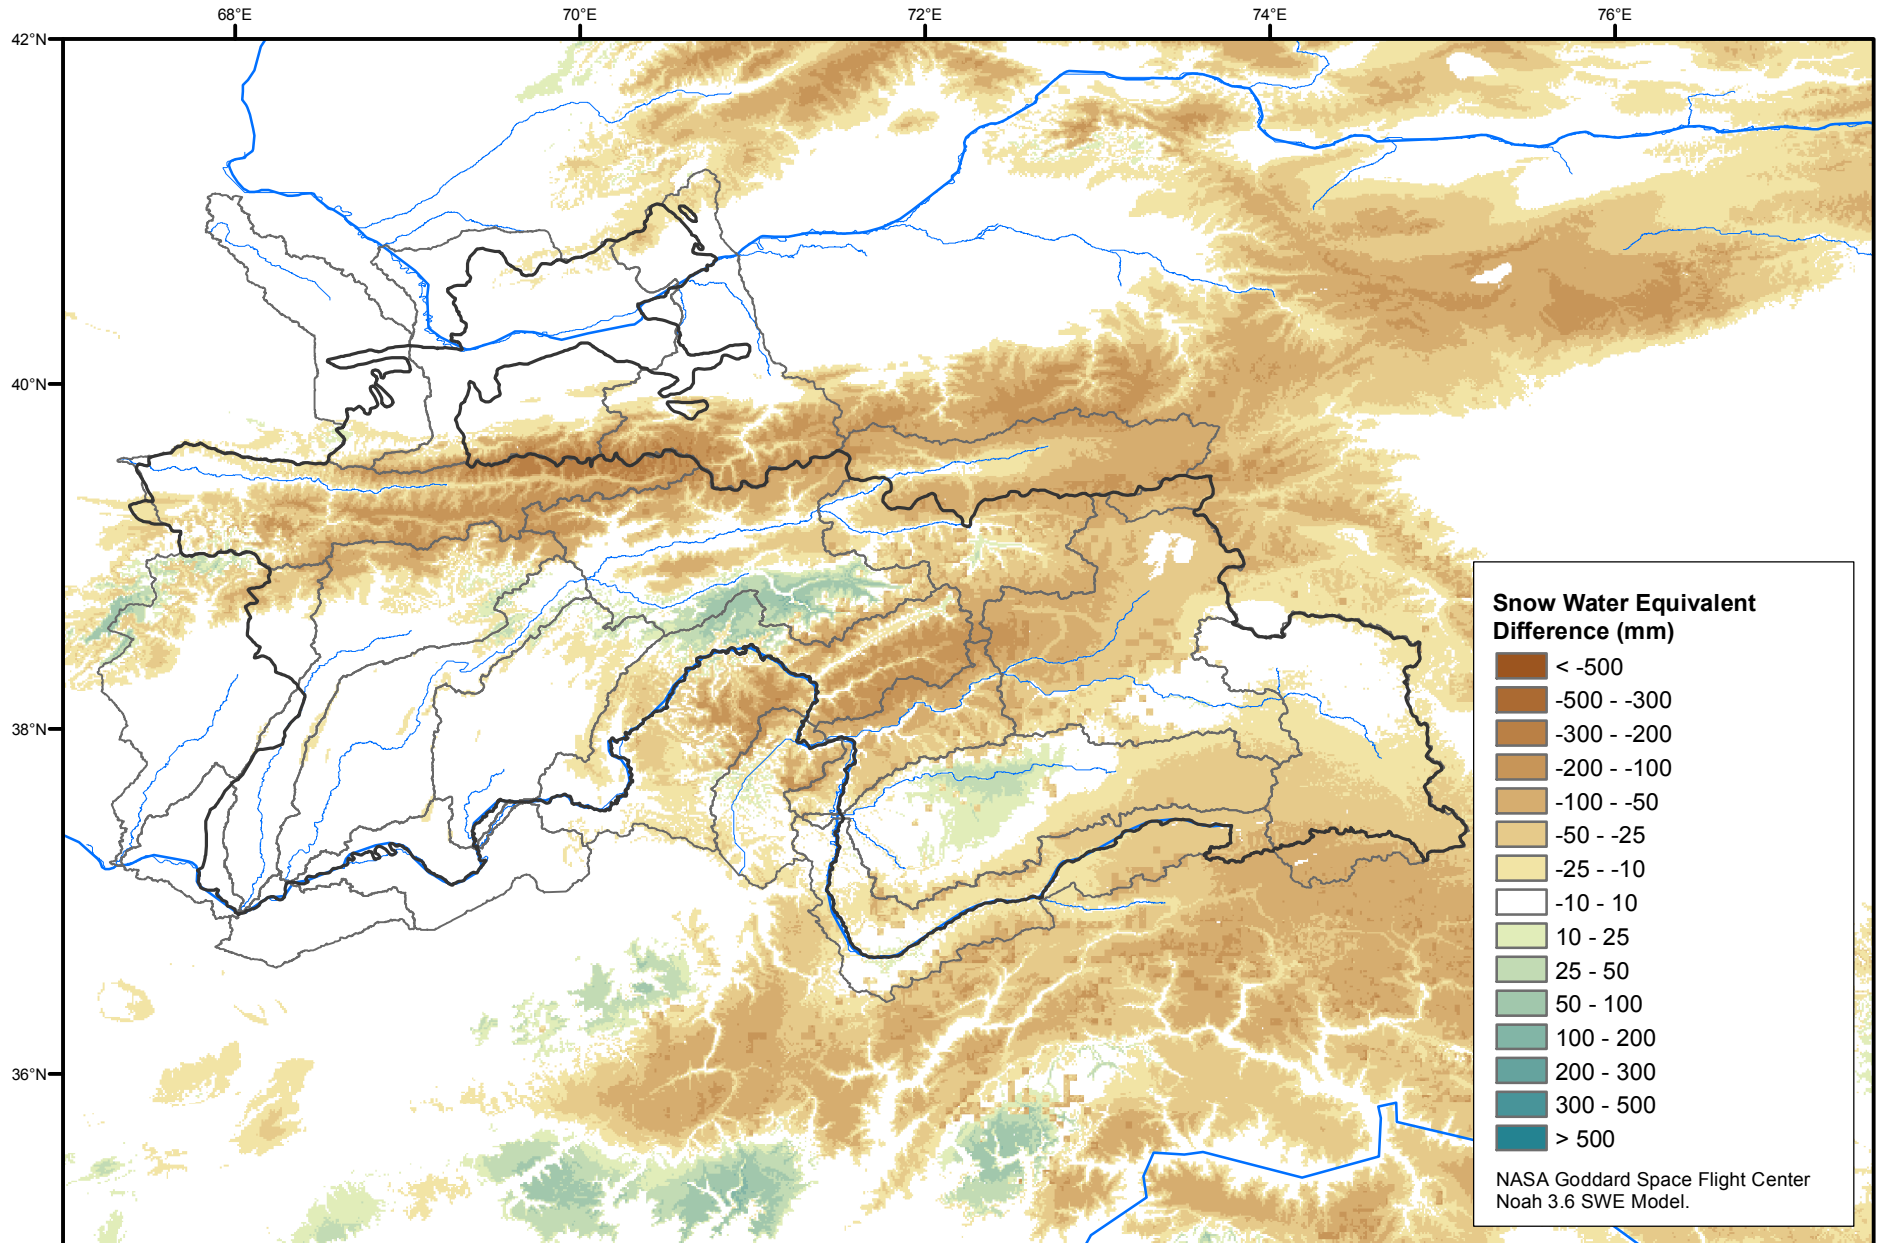 68°E
70°E
72°E
74°E
76°E
42°N
40°N
38°N
36°N
Snow Water Equivalent
Difference (mm)
< -500
-500 - -300
-300 - -200
-200 - -100
-100 - -50
-50 - -25
-25 - -10
-10 - 10
10 - 25
25 - 50
50 - 100
100 - 200
200 - 300
300 - 500
> 500
NASA Goddard Space Flight Center
Noah 3.6 SWE Model.